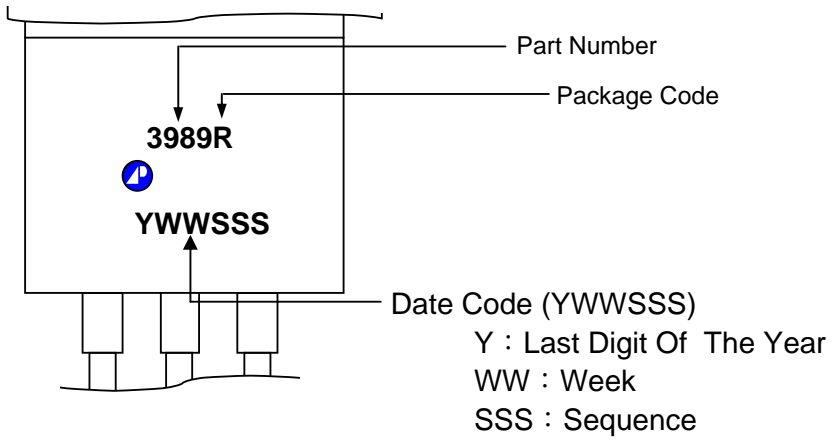 Part Number
Package Code
3989R
YWWSSS
Date Code (YWWSSS)
Y：Last Digit Of The Year
WW：Week
SSS：Sequence